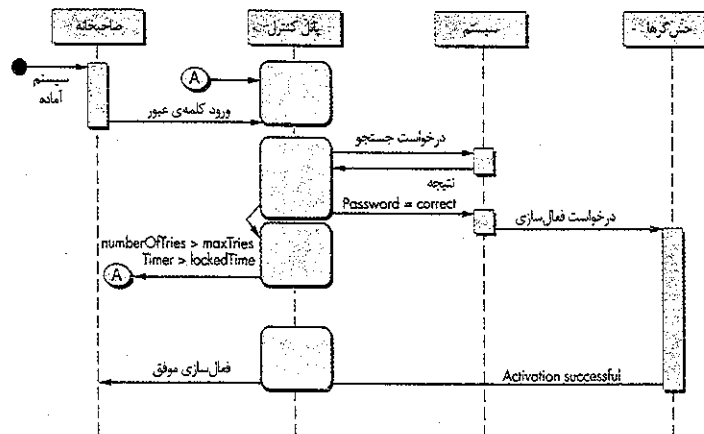 صاحبخانه
پانل کنترل
سیستم
حس‌گرها
سیستم
آماده
A
ورود کلمه‌ی عبور
درخواست جستجو
نتیجه
Password = correct
درخواست فعال‌سازی
numberOfTries > maxTries
Timer > lockedTime
A
فعال‌سازی موفق
Activation successful